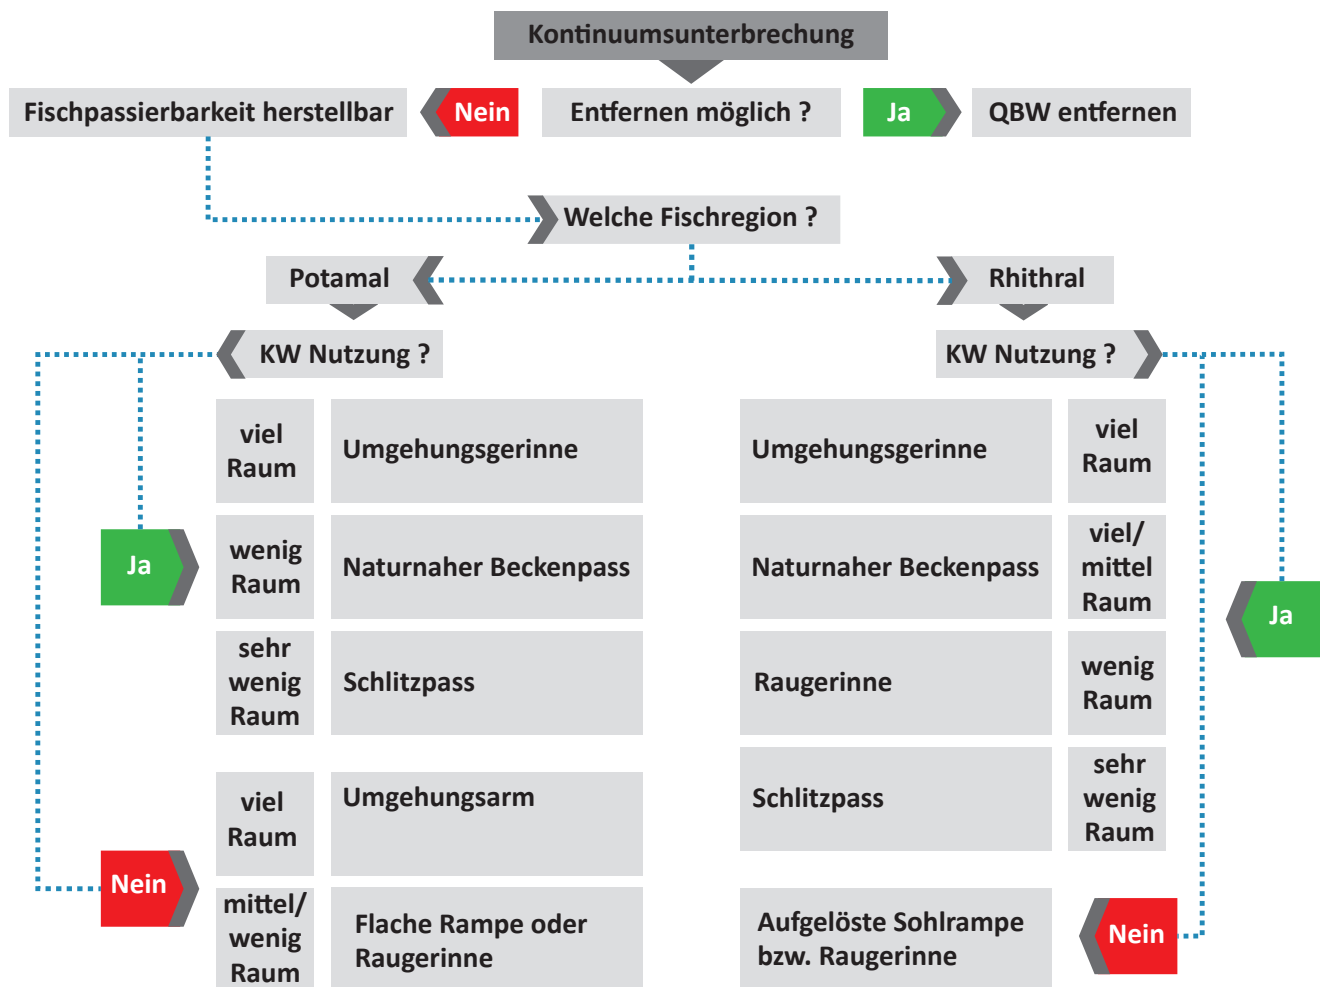 Kontinuumsunterbrechung
Fischpassierbarkeit herstellbar
Nein
Entfernen möglich ?
Ja
QBW entfernen
Welche Fischregion ?
Potamal
Rhithral
KW Nutzung ?
KW Nutzung ?
Ja
viel
Raum
Umgehungsgerinne
wenig
Raum
Naturnaher Beckenpass
sehr
wenig
Raum
Schlitzpass
Nein
viel
Raum
Umgehungsarm
mittel/
wenig
Raum
Flache Rampe oder
Raugerinne
Umgehungsgerinne
viel
Raum
Naturnaher Beckenpass
viel/
mittel
Raum
Ja
Raugerinne
wenig
Raum
Schlitzpass
sehr
wenig
Raum
Aufgelöste Sohlrampe
bzw. Raugerinne
Nein